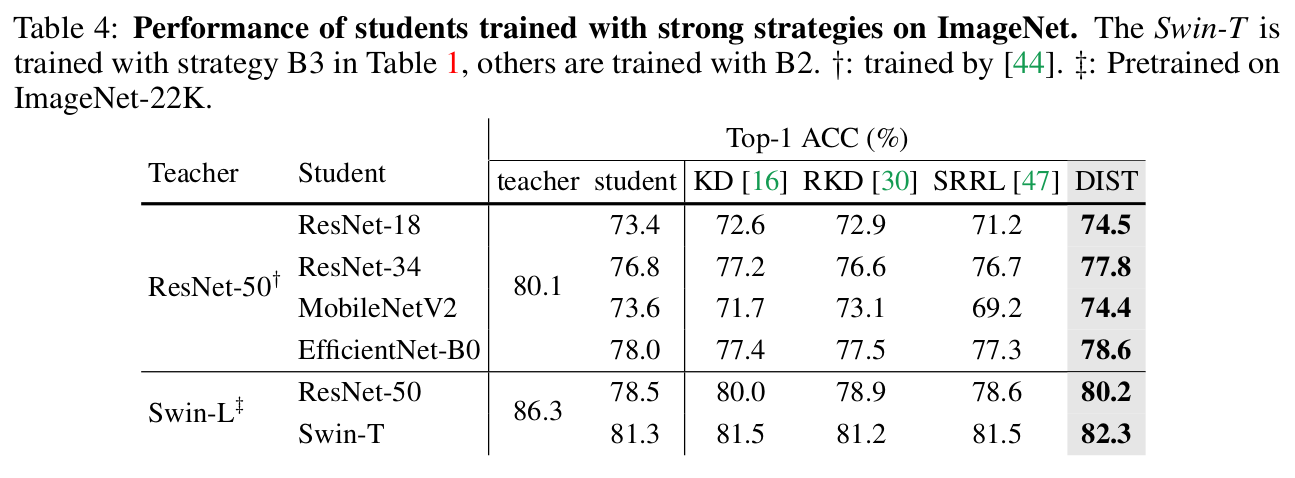 Table 4: Performance of students trained with strong strategies on ImageNet. The Swin-T is
trained with strategy B3 in Table 1, others are trained with B2. †: trained by [44]. ‡: Pretrained on
ImageNet-22K.
Top-1 ACC (%)
Teacher Student teacher student KD [16] RKD [30] SRRL [47] DIST
ResNet-18 73.4 72.6 72.9 71.2 74.5
ResNet-34 76.8 77.2 76.6 76.7 77.8
ResNet-50† 80.1
MobileNetV2 73.6 71.7 73.1 69.2 74.4
EfficientNet-B0 78.0 77.4 77.5 77.3 78.6
ResNet-50 78.5 80.0 78.9 78.6 80.2
Swin-L‡ 86.3
Swin-T 81.3 81.5 81.2 81.5 82.3